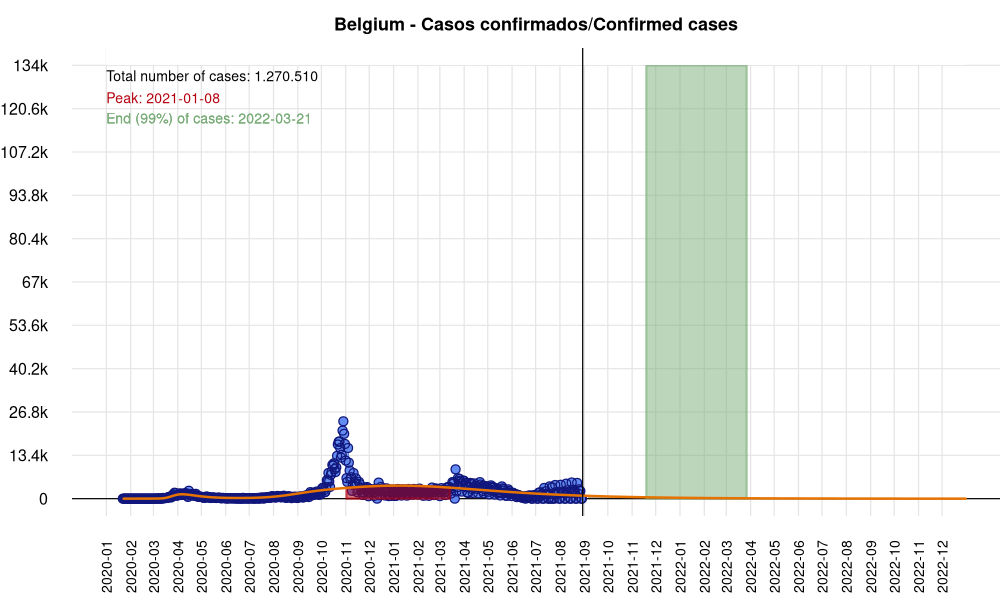 Belgium - Casos confirmados/Confirmed cases
134k
Total number of cases: 1.270.510
Peak: 2021-01-08
120.6k
End (99%) of cases: 2022-03-21
107.2k
93.8k
80.4k
67k
53.6k
40.2k
26.8k
13.4k
0
2020-01
2020-02
2020-03
2020-04
2020-05
2020-06
2020-07
2020-08
2020-09
2020-10
2020-11
2020-12
2021-01
2021-02
2021-03
2021-04
2021-05
2021-06
2021-07
2021-08
2021-09
2021-10
2021-11
2021-12
2022-01
2022-02
2022-03
2022-04
2022-05
2022-06
2022-07
2022-08
2022-09
2022-10
2022-11
2022-12